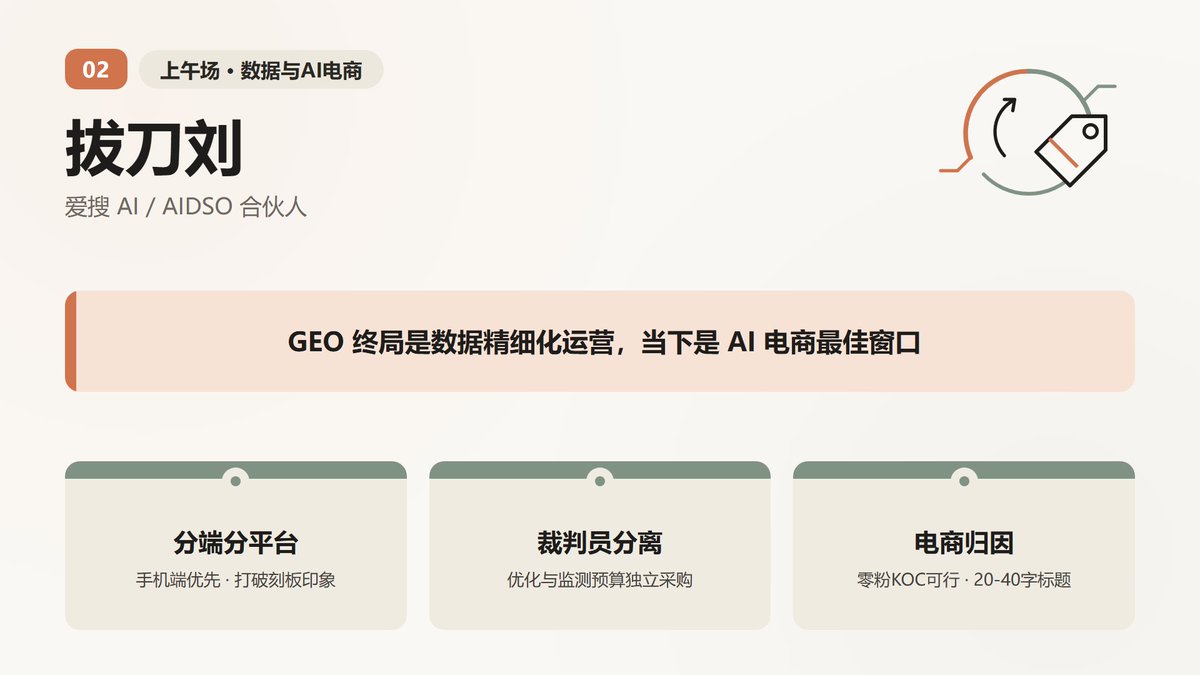 02
上午场·数据与AI电商
拔刀刘
爱搜 AI / AIDSO 合伙人
GEO 终局是数据精细化运营，当下是 AI 电商最佳窗口
分端分平台
手机端优先 · 打破刻板印象
裁判员分离
优化与监测预算独立采购
电商归因
零粉KOC可行 · 20-40字标题